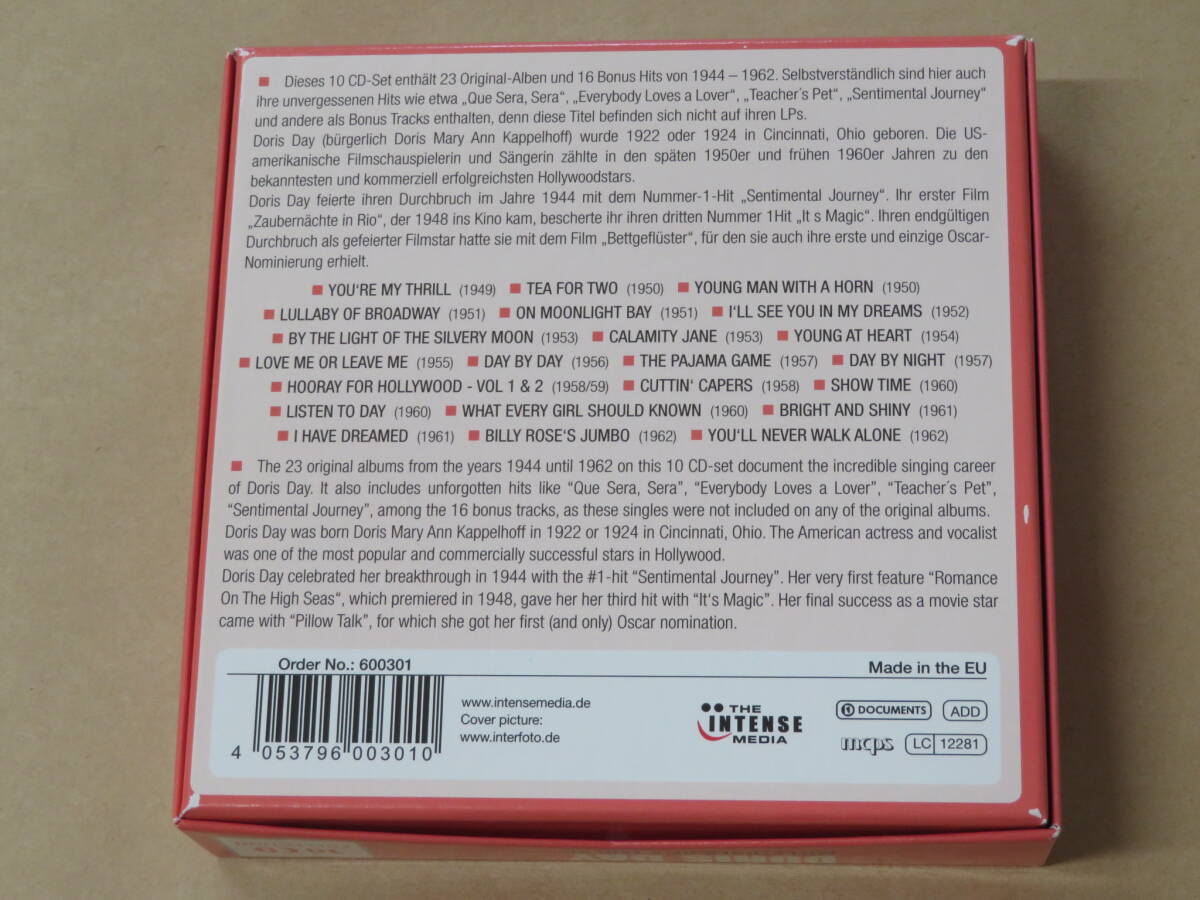 ■ Dieses 10 CD-Set enthält 23 Original-Alben und 16 Bonus Hits von 1944 – 1962. Selbstverständlich sind hier auch
ihre unvergessenen Hits wie etwa „Que Sera, Sera“, „Everybody Loves a Lover“, „Teacher´s Pet“, „Sentimental Journey“
und andere als Bonus Tracks enthalten, denn diese Titel befinden sich nicht auf ihren LPs.
Doris Day (bürgerlich Doris Mary Ann Kappelhoff) wurde 1922 oder 1924 in Cincinnati, Ohio geboren. Die US-
amerikanische Filmschauspielerin und Sängerin zählte in den späten 1950er und frühen 1960er Jahren zu den
bekanntesten und kommerziell erfolgreichsten Hollywoodstars.
Doris Day feierte ihren Durchbruch im Jahre 1944 mit dem Nummer-1-Hit „Sentimental Journey“. Ihr erster Film
„Zaubernächte in Rio“, der 1948 ins Kino kam, bescherte ihr ihren dritten Nummer 1Hit „It s Magic“. Ihren endgültigen
Durchbruch als gefeierter Filmstar hatte sie mit dem Film „Bettgeflüster“, für den sie auch ihre erste und einzige Oscar-
Nominierung erhielt.
■ YOU'RE MY THRILL (1949) ■ TEA FOR TWO (1950) ■ YOUNG MAN WITH A HORN (1950)
■ LULLABY OF BROADWAY (1951) ■ ON MOONLIGHT BAY (1951) ■ I'LL SEE YOU IN MY DREAMS (1952)
■ BY THE LIGHT OF THE SILVERY MOON (1953) ■ CALAMITY JANE (1953) ■ YOUNG AT HEART (1954)
■ LOVE ME OR LEAVE ME (1955) ■ DAY BY DAY (1956) ■ THE PAJAMA GAME (1957) ■ DAY BY NIGHT (1957)
■ HOORAY FOR HOLLYWOOD - VOL 1 & 2 (1958/59) ■ CUTTIN' CAPERS (1958) ■ SHOW TIME (1960)
■ LISTEN TO DAY (1960) ■ WHAT EVERY GIRL SHOULD KNOWN (1960) ■ BRIGHT AND SHINY (1961)
■ I HAVE DREAMED (1961) ■ BILLY ROSE'S JUMBO (1962) ■ YOU'LL NEVER WALK ALONE (1962)
■ The 23 original albums from the years 1944 until 1962 on this 10 CD-set document the incredible singing career
of Doris Day. It also includes unforgotten hits like “Que Sera, Sera”, “Everybody Loves a Lover”, “Teacher´s Pet”,
“Sentimental Journey”, among the 16 bonus tracks, as these singles were not included on any of the original albums.
Doris Day was born Doris Mary Ann Kappelhoff in 1922 or 1924 in Cincinnati, Ohio. The American actress and vocalist
was one of the most popular and commercially successful stars in Hollywood.
Doris Day celebrated her breakthrough in 1944 with the #1-hit “Sentimental Journey”. Her very first feature “Romance
On The High Seas“, which premiered in 1948, gave her her third hit with “It's Magic”. Her final success as a movie star
came with “Pillow Talk”, for which she got her first (and only) Oscar nomination.
Order No.: 600301
Made in the EU
4 053796 003010
www.intensemedia.de
Cover picture:
www.interfoto.de
THE
INTENSE
MEDIA
DOCUMENTS
ADD
mcps
LC 12281